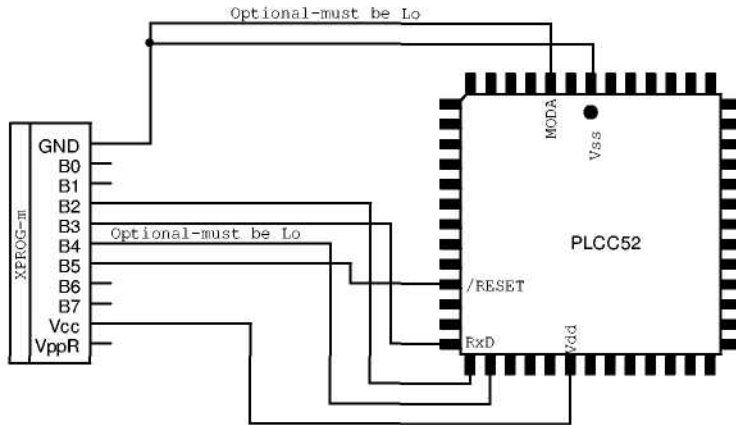 Optional-must be Lo
XPROG-m
GND
B0
B1
B2
B3
B4
B5
B6
B7
Vcc
VppR
Optional-must be Lo
MODA
Vss
PLCC52
/RESET
RxD
Vdd